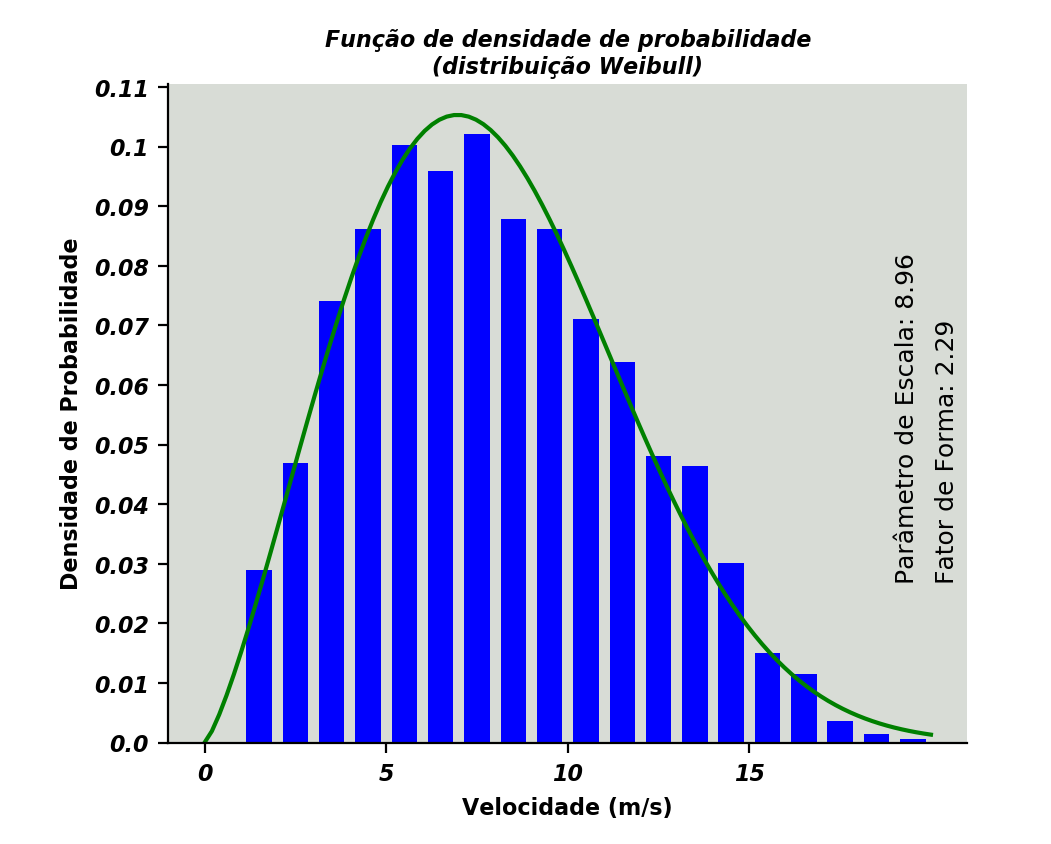 Função de densidade de probabilidade
(distribuição Weibull)
Densidade de Probabilidade
0.11
0.1
0.09
0.08
0.07
0.06
0.05
0.04
0.03
0.02
0.01
0.0
Parâmetro de Escala: 8.96
Fator de Forma: 2.29
0
5
10
15
Velocidade (m/s)